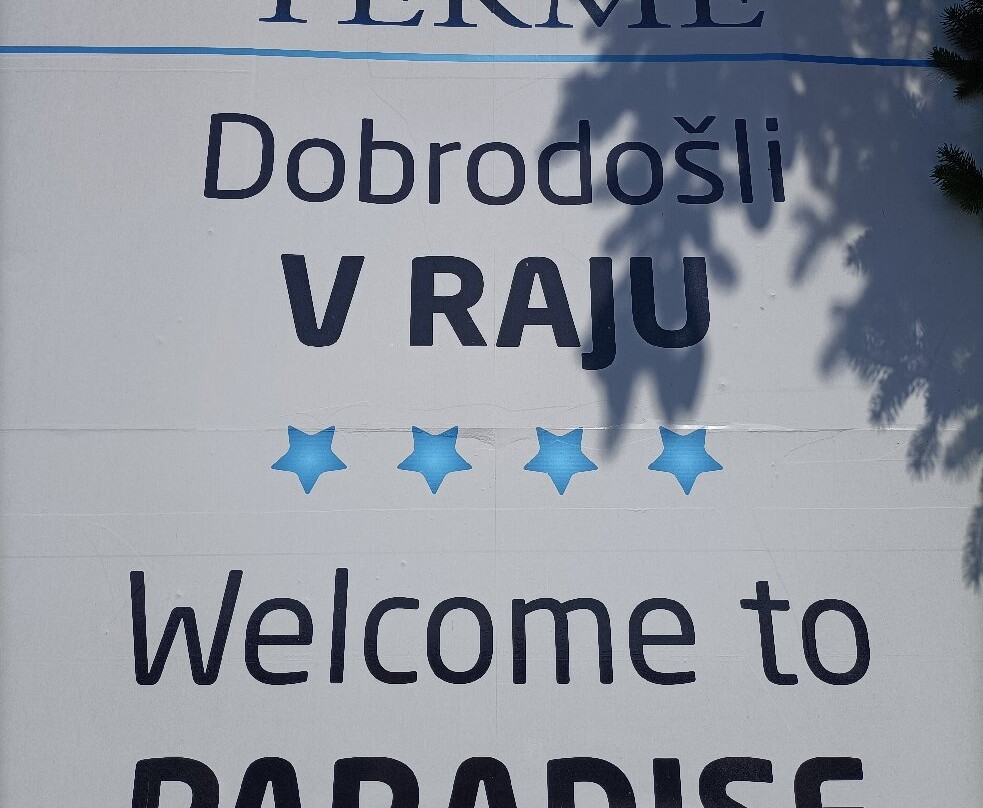 TERME
Dobrodošli
V RAJU
Welcome to
PARADISE